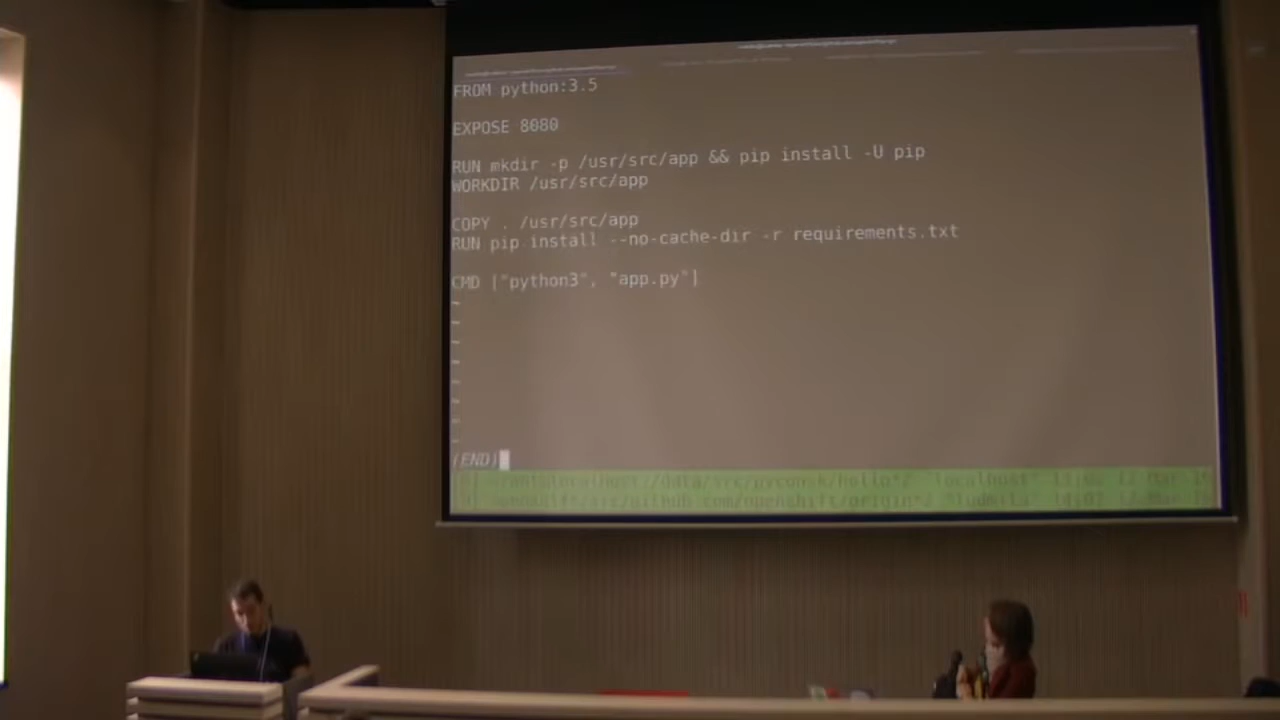 FROM python:3.5
EXPOSE 8080
RUN mkdir -p /usr/src/app && pip install -U pip
WORKDIR /usr/src/app
COPY . /usr/src/app
RUN pip install --no-cache-dir -r requirements.txt
CMD ["python3", "app.py"]
~
~
~
~
~
~
~
~
(END)